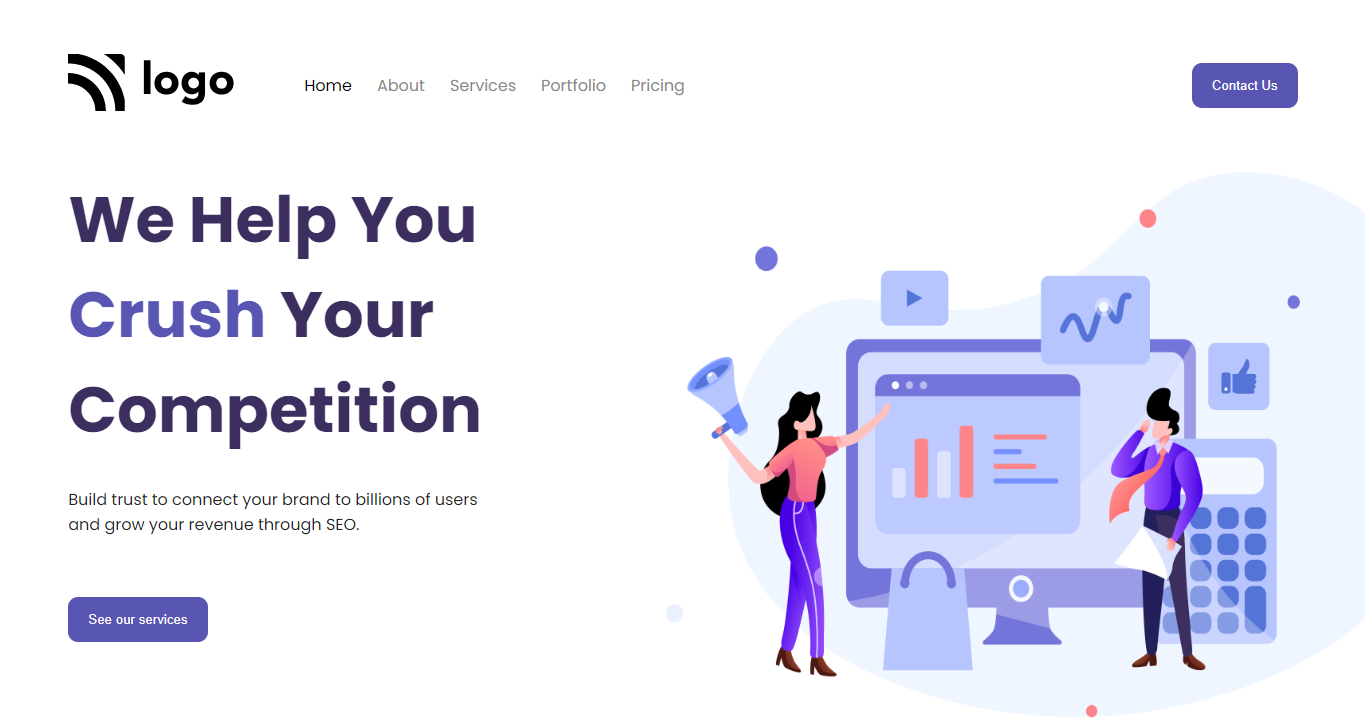 logo
Home About Services Portfolio Pricing
Contact Us
We Help You
Crush Your
Competition
Build trust to connect your brand to billions of users
and grow your revenue through SEO.
See our services